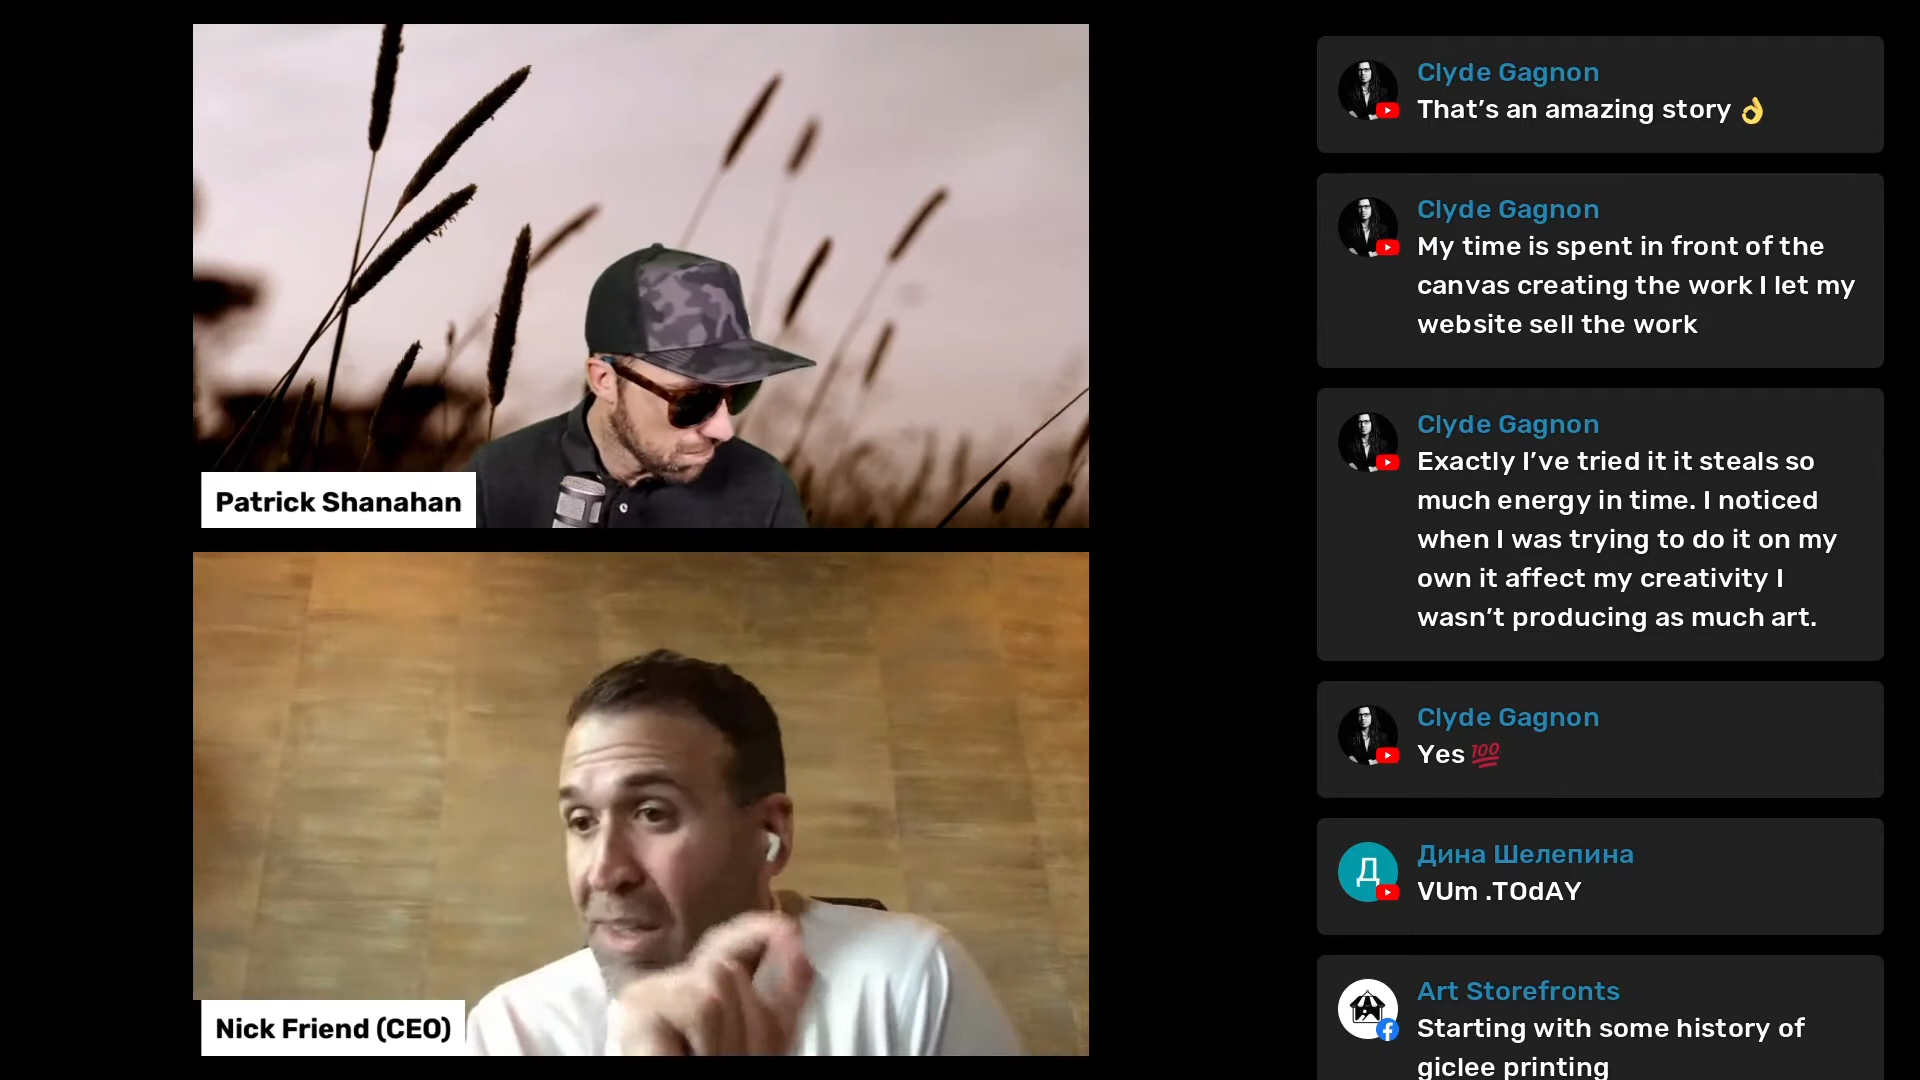 Patrick Shanahan
Nick Friend (CEO)
Clyde Gagnon
That’s an amazing story 👌
Clyde Gagnon
My time is spent in front of the
canvas creating the work I let my
website sell the work
Clyde Gagnon
Exactly I’ve tried it it steals so
much energy in time. I noticed
when I was trying to do it on my
own it affect my creativity I
wasn’t producing as much art.
Clyde Gagnon
Yes 💯
Дина Шелепина
Д
VUm .TOdAY
Art Storefronts
Starting with some history of
giclee printing